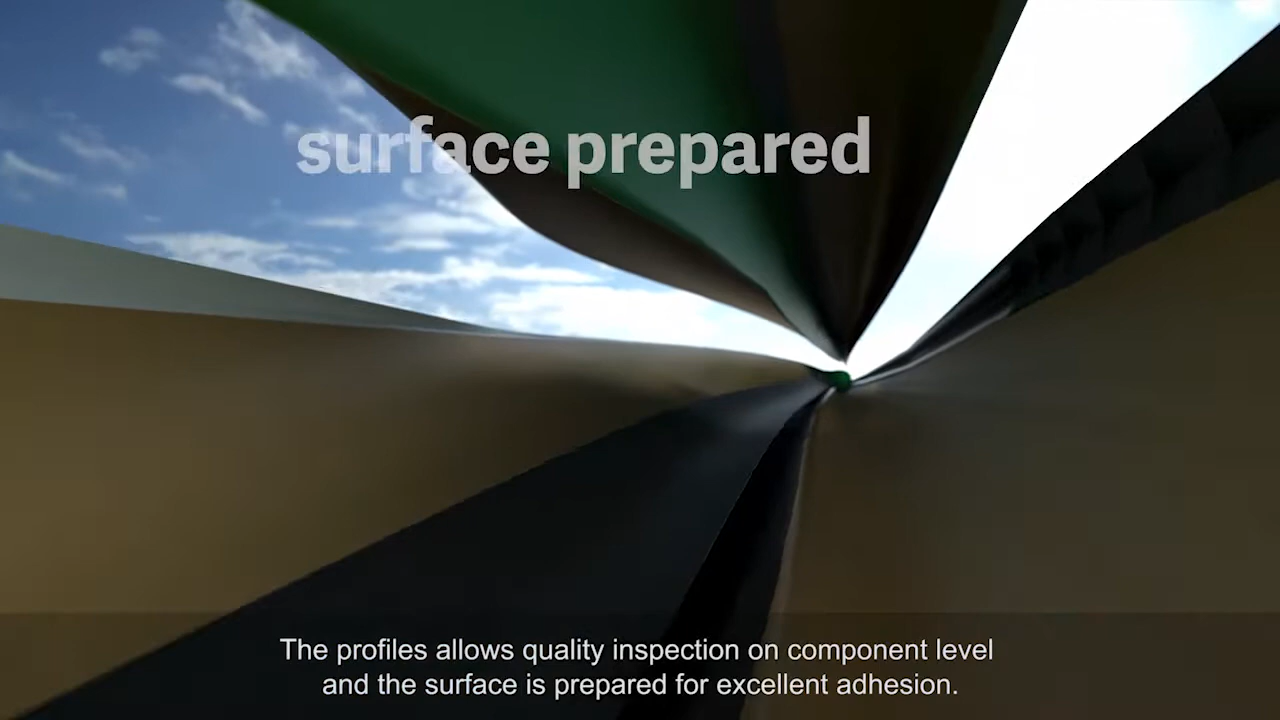 surface prepared
The profiles allows quality inspection on component level
and the surface is prepared for excellent adhesion.